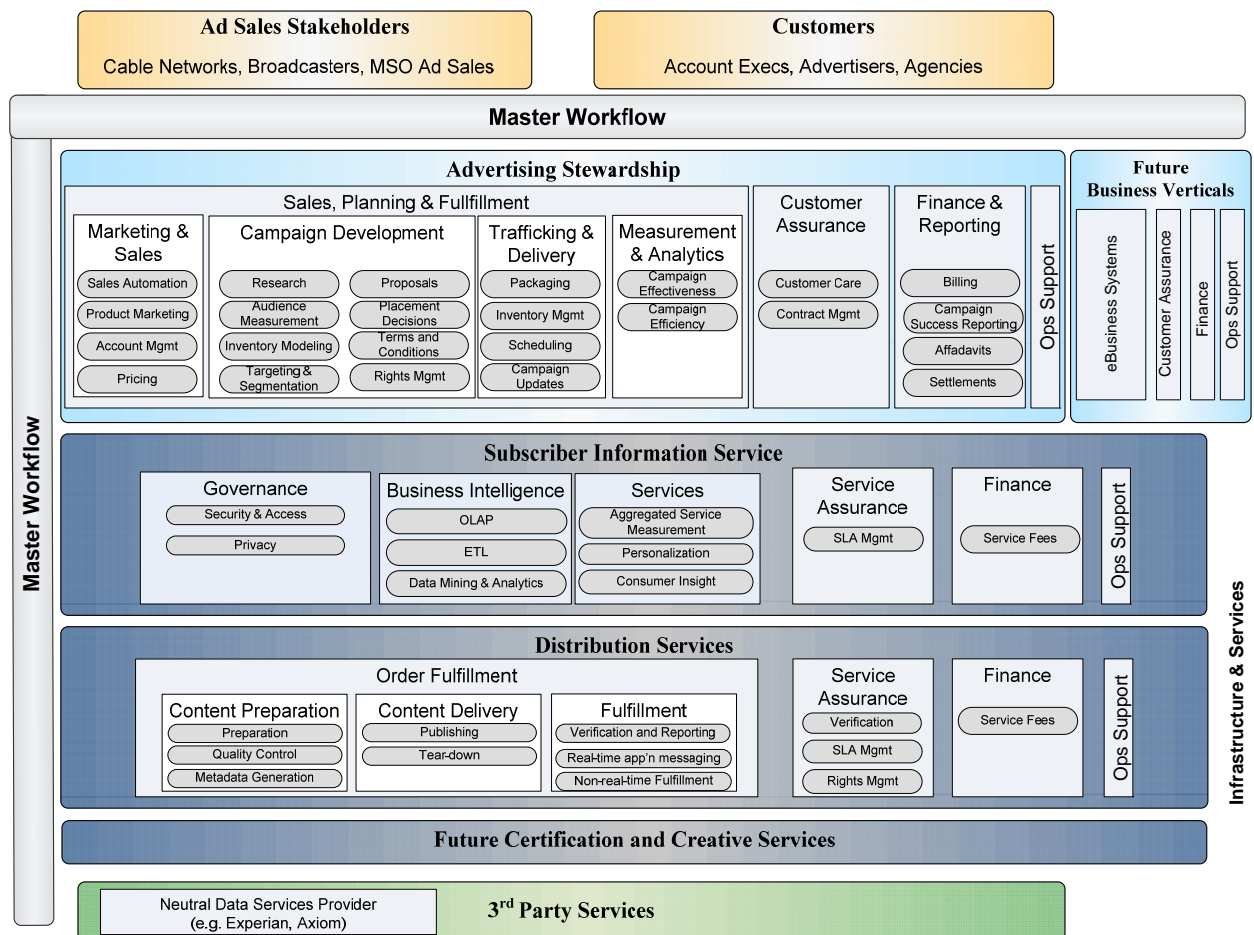 Ad Sales Stakeholders
Cable Networks, Broadcasters, MSO Ad Sales
Customers
Account Execs, Advertisers, Agencies
Master Workflow
Master Workflow
Advertising Stewardship
Sales, Planning & Fullfillment
Marketing &
Sales
Sales Automation
Product Marketing
Account Mgmt
Pricing
Campaign Development
Research
Audience
Measurement
Inventory Modeling
Targeting &
Segmentation
Proposals
Placement
Decisions
Terms and
Conditions
Rights Mgmt
Trafficking &
Delivery
Packaging
Inventory Mgmt
Scheduling
Campaign
Updates
Measurement
& Analytics
Campaign
Effectiveness
Campaign
Efficiency
Customer
Assurance
Customer Care
Contract Mgmt
Finance &
Reporting
Billing
Campaign
Success Reporting
Affadavits
Settlements
Ops Support
Future
Business Verticals
eBusiness Systems
Customer Assurance
Finance
Ops Support
Subscriber Information Service
Governance
Security & Access
Privacy
Business Intelligence
OLAP
ETL
Data Mining & Analytics
Services
Aggregated Service
Measurement
Personalization
Consumer Insight
Service
Assurance
SLA Mgmt
Finance
Service Fees
Ops Support
Distribution Services
Order Fulfillment
Content Preparation
Preparation
Quality Control
Metadata Generation
Content Delivery
Publishing
Tear-down
Fulfillment
Verification and Reporting
Real-time app'n messaging
Non-real-time Fulfillment
Service
Assurance
Verification
SLA Mgmt
Rights Mgmt
Finance
Service Fees
Ops Support
Infrastructure & Services
Future Certification and Creative Services
Neutral Data Services Provider
(e.g. Experian, Axiom)
3rd Party Services